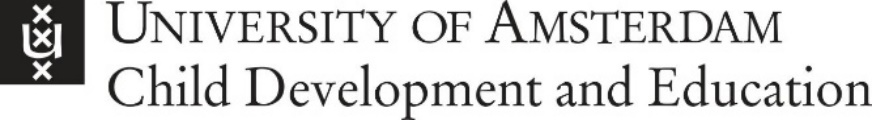 UNIVERSITY OF AMSTERDAM
Child Development and Education